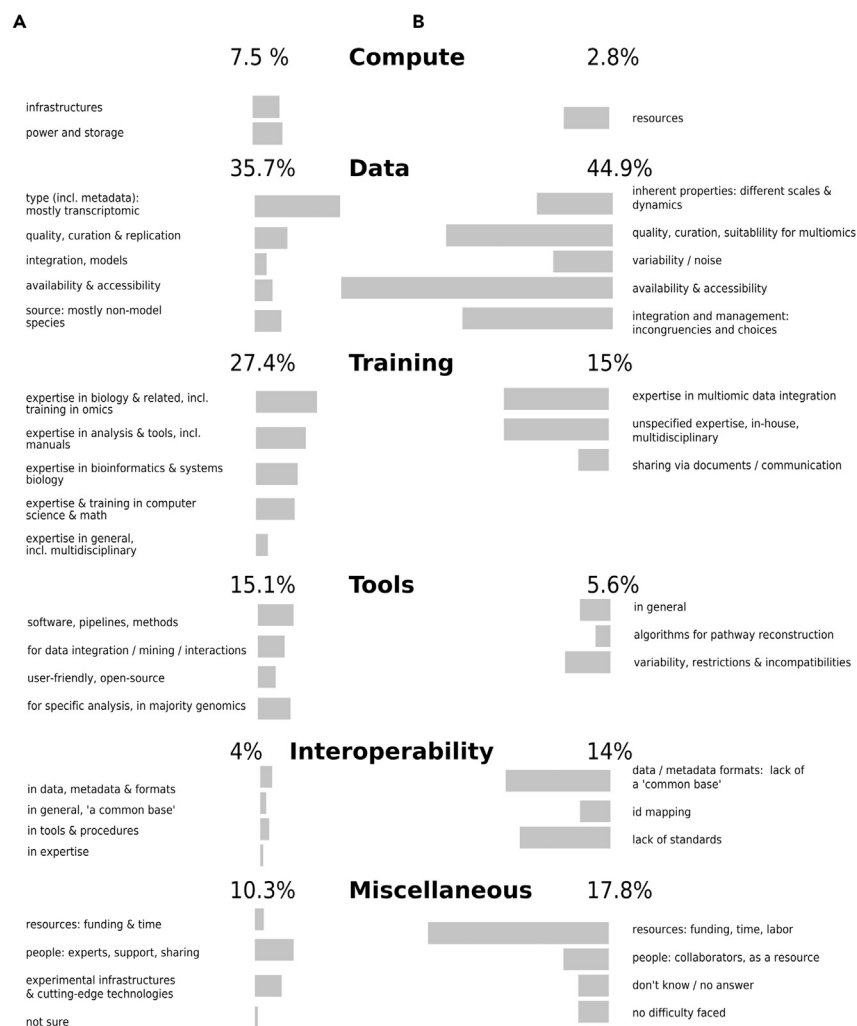 A
B
7.5 %
Compute
2.8%
infrastructures
power and storage
resources
35.7%
Data
44.9%
type (incl. metadata):
mostly transcriptomic
quality, curation & replication
integration, models
availability & accessibility
source: mostly non-model
species
inherent properties: different scales &
dynamics
quality, curation, suitablility for multiomics
variability / noise
availability & accessibility
integration and management:
incongruencies and choices
27.4%
Training
15%
expertise in biology & related, incl.
training in omics
expertise in analysis & tools, incl.
manuals
expertise in bioinformatics & systems
biology
expertise & training in computer
science & math
expertise in general,
incl. multidisciplinary
expertise in multiomic data integration
unspecified expertise, in-house,
multidisciplinary
sharing via documents / communication
15.1%
Tools
5.6%
software, pipelines, methods
for data integration / mining / interactions
user-friendly, open-source
for specific analysis, in majority genomics
in general
algorithms for pathway reconstruction
variability, restrictions & incompatibilities
4%
Interoperability
14%
in data, metadata & formats
in general, 'a common base'
in tools & procedures
in expertise
data / metadata formats: lack of
a 'common base'
id mapping
lack of standards
10.3%
Miscellaneous
17.8%
resources: funding & time
people: experts, support, sharing
experimental infrastructures
& cutting-edge technologies
not sure
resources: funding, time, labor
people: collaborators, as a resource
don't know / no answer
no difficulty faced